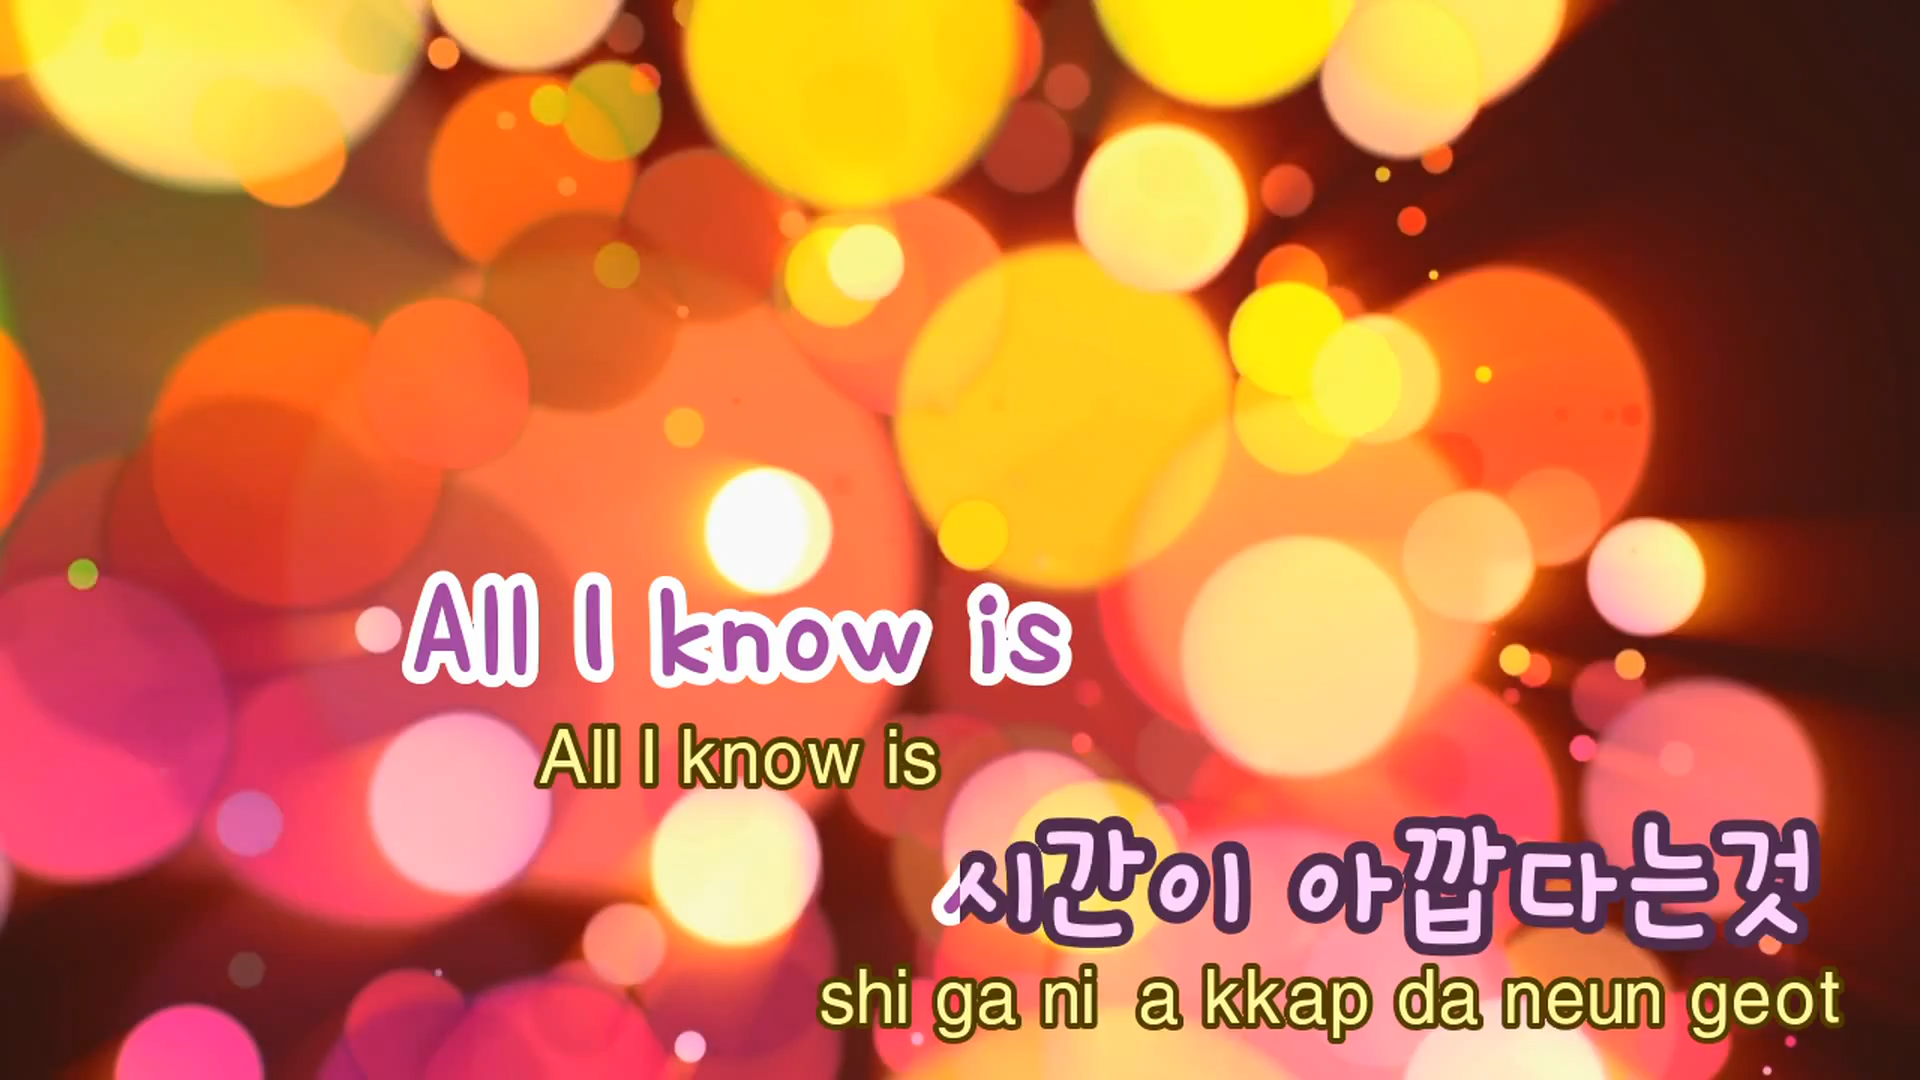 All I know is
All I know is
시간이 아깝다는것
shi ga ni a kkap da neun geot